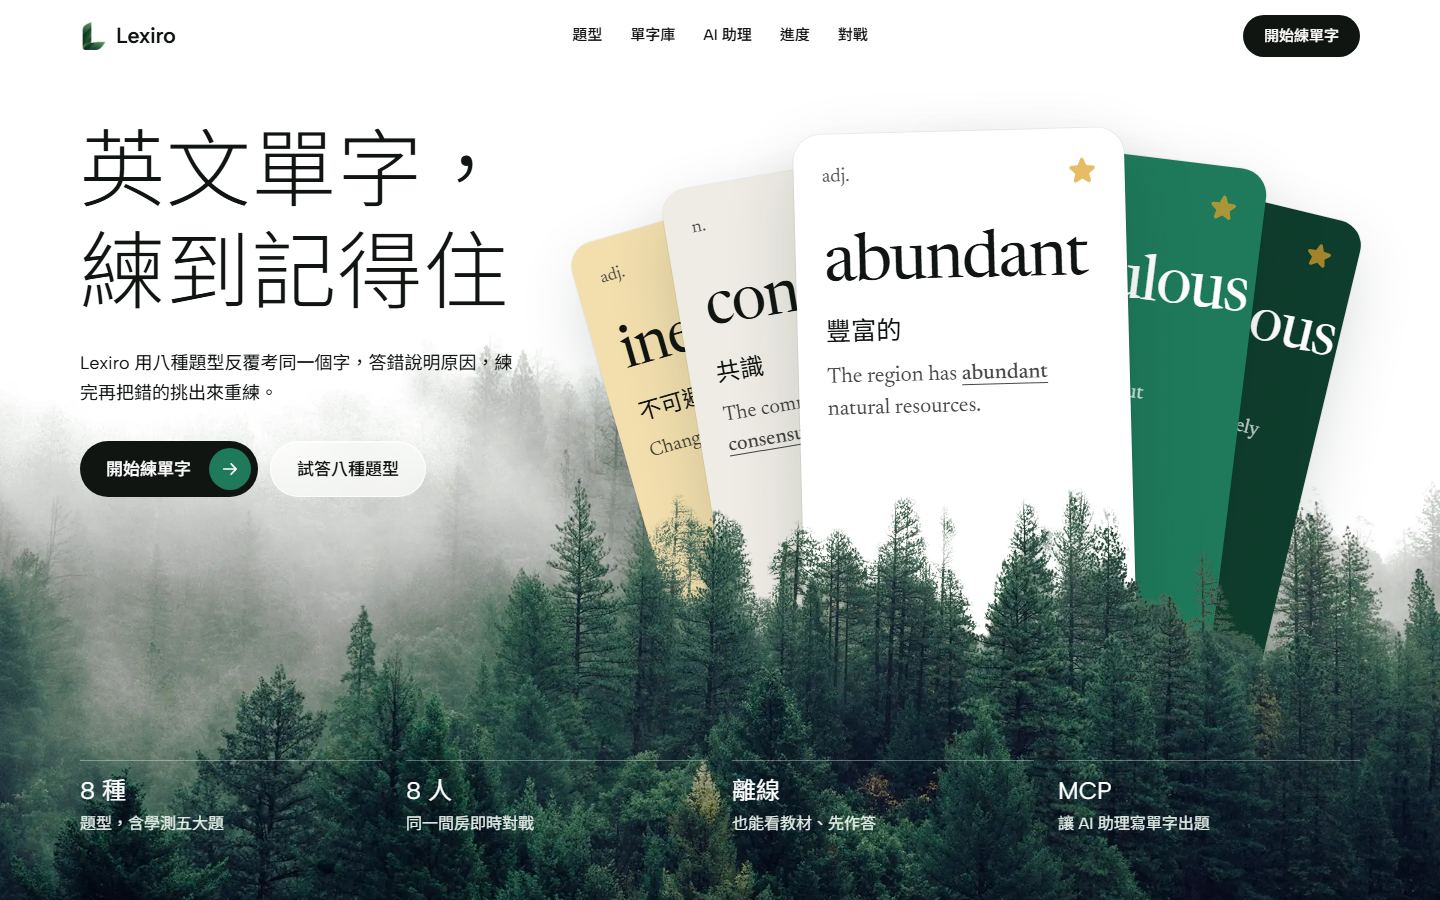 Lexiro
題型
單字庫
AI 助理
進度
對戰
開始練單字
英文單字，
練到記得住
Lexiro 用八種題型反覆考同一個字，答錯說明原因，練
完再把錯的挑出來重練。
開始練單字
試答八種題型
adj.
n.
The com
consens
共識
con
不可
Chang
adj.
abundant
豐富的
The region has abundant
natural resources.
ulous
ut
ous
ely
8 種
題型，含學測五大題
8 人
同一間房即時對戰
離線
也能看教材、先作答
MCP
讓 AI 助理寫單字出題